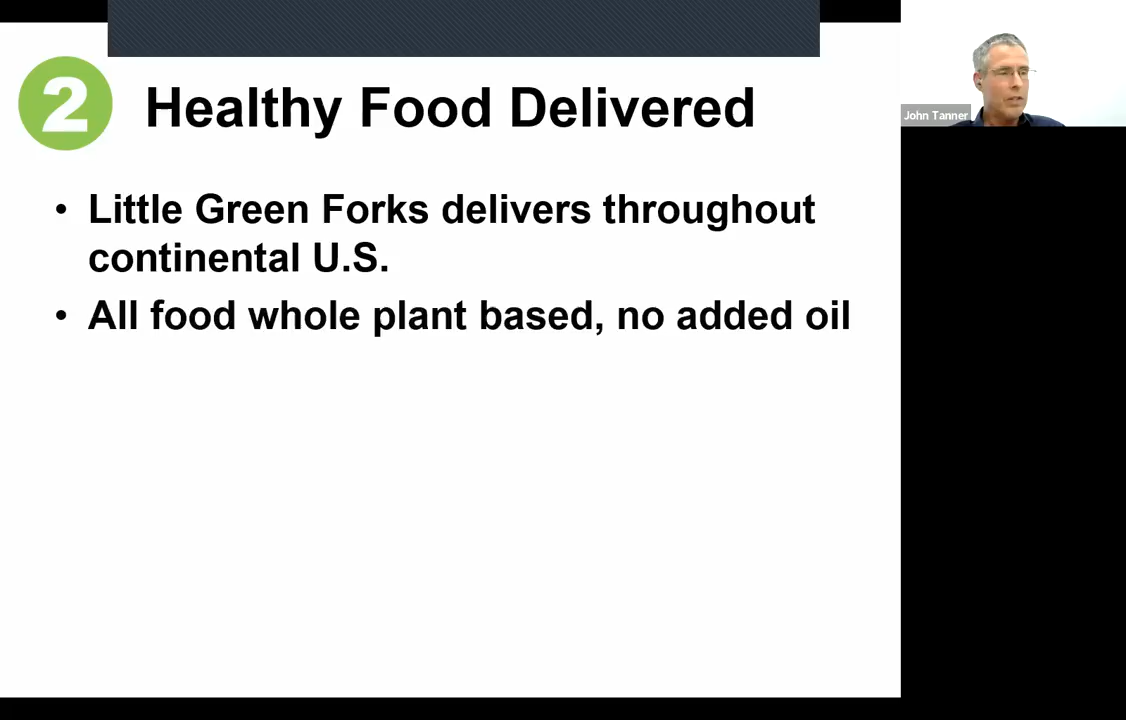 2
Healthy Food Delivered
• Little Green Forks delivers throughout
continental U.S.
• All food whole plant based, no added oil
John Tanner